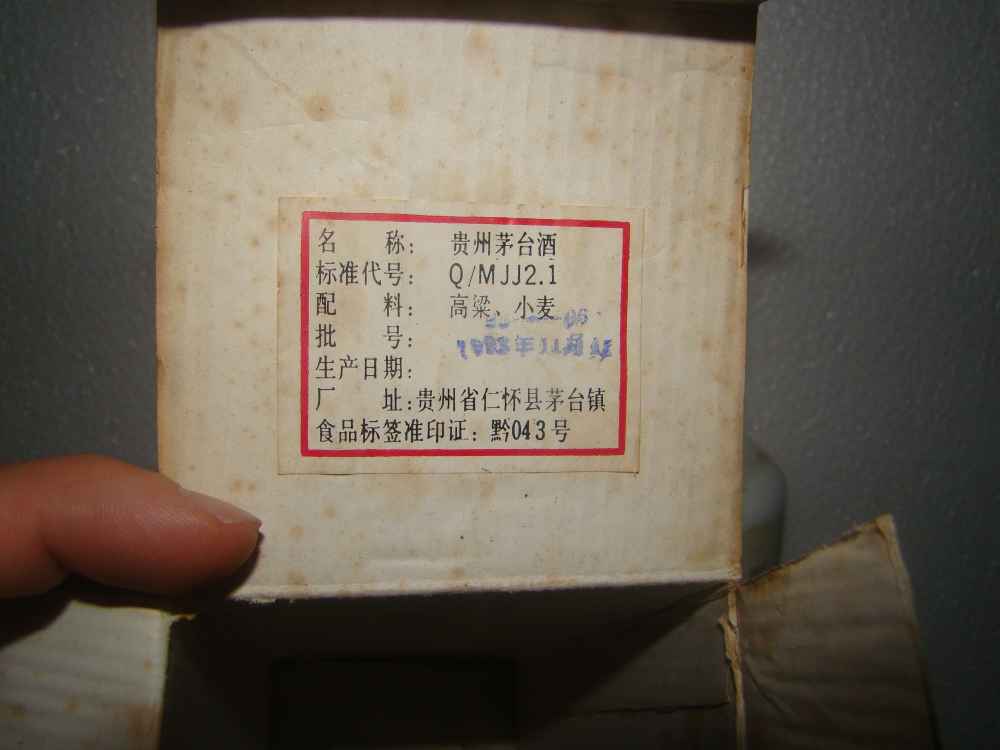 名 称: 贵州茅台酒
标准代号: Q/MJJ2.1
配 料: 高粱、小麦
批 号:
生产日期:
厂 址:贵州省仁怀县茅台镇
食品标签准印证: 黔043号